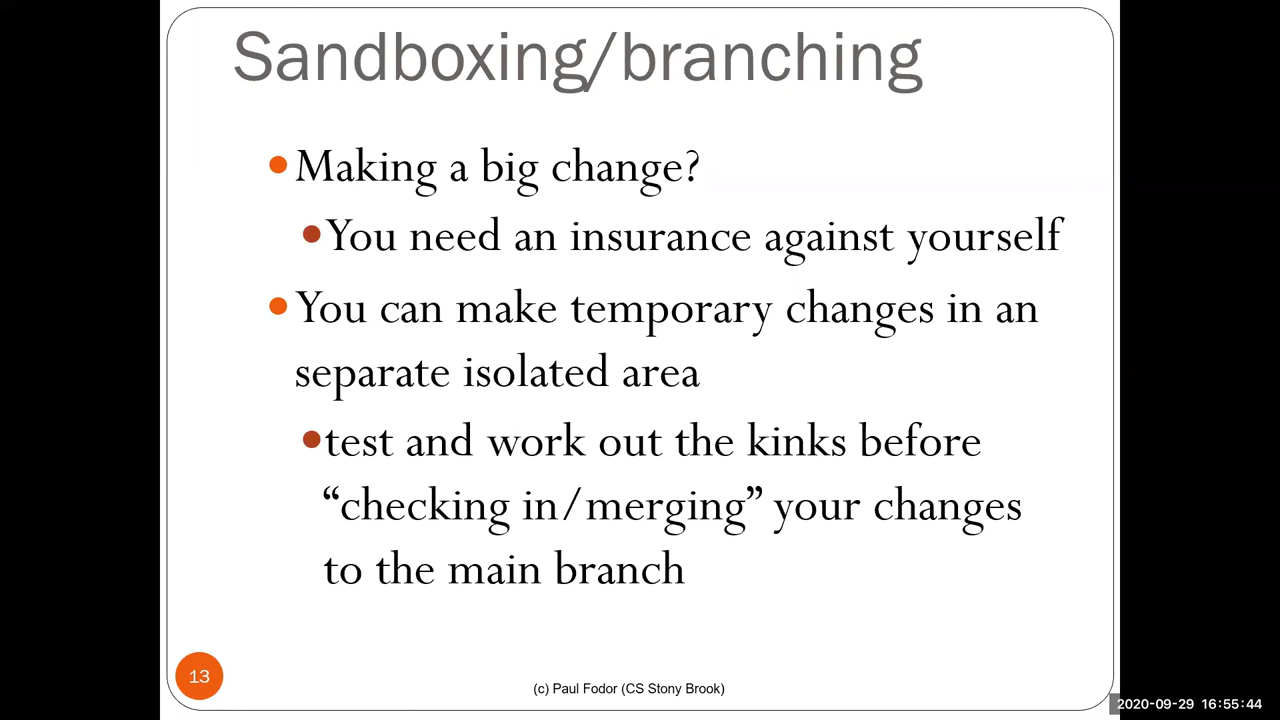 Sandboxing/branching
Making a big change?
You need an insurance against yourself
You can make temporary changes in an
separate isolated area
test and work out the kinks before
“checking in/merging” your changes
to the main branch
13
(c) Paul Fodor (CS Stony Brook)
2020-09-29 16:55:44